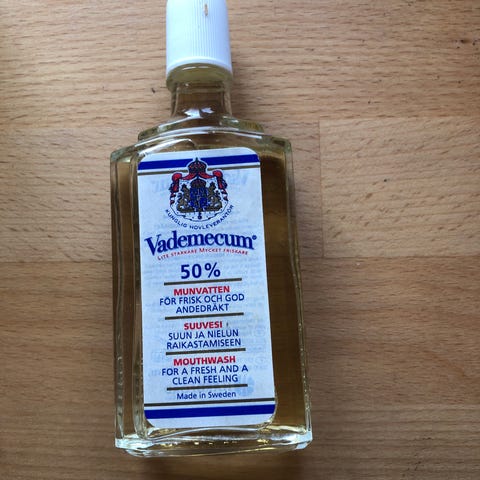 KUNGLIG HOVLEVERANTÖR
Vademecum®
LITE STARKARE MYCKET FRISKARE
50%
MUNVATTEN
FÖR FRISK OCH GOD
ANDEDRÄKT
SUUVESI
SUUN JA NIELUN
RAIKASTAMISEEN
MOUTHWASH
FOR A FRESH AND A
CLEAN FEELING
Made in Sweden